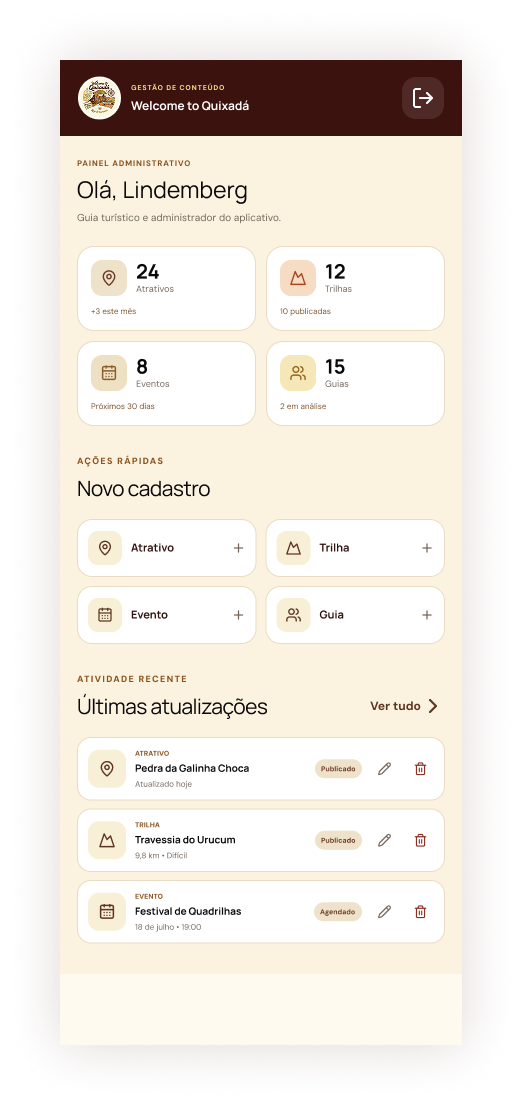 Welcome to
Quixadá
GESTÃO DE CONTEÚDO
Welcome to Quixadá
PAINEL ADMINISTRATIVO
Olá, Lindemberg
Guia turístico e administrador do aplicativo.
24
Atrativos
+3 este mês
12
Trilhas
10 publicadas
8
Eventos
Próximos 30 dias
15
Guias
2 em análise
AÇÕES RÁPIDAS
Novo cadastro
Atrativo
Trilha
Evento
Guia
ATIVIDADE RECENTE
Últimas atualizações
Ver tudo
ATRATIVO
Pedra da Galinha Choca
Atualizado hoje
Publicado
TRILHA
Travessia do Urucum
9,8 km • Difícil
Publicado
EVENTO
Festival de Quadrilhas
18 de julho • 19:00
Agendado